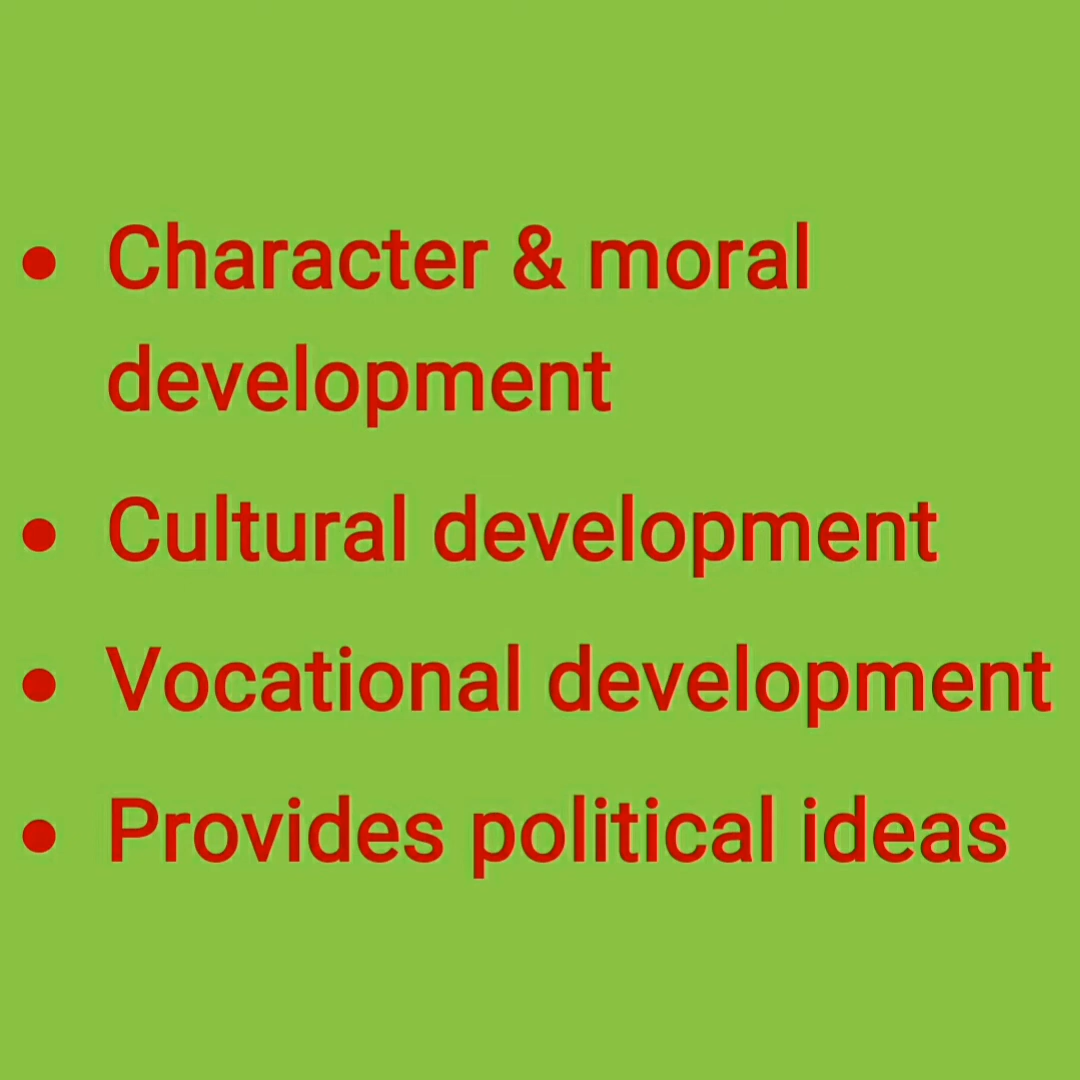 • Character & moral
development
• Cultural development
• Vocational development
• Provides political ideas